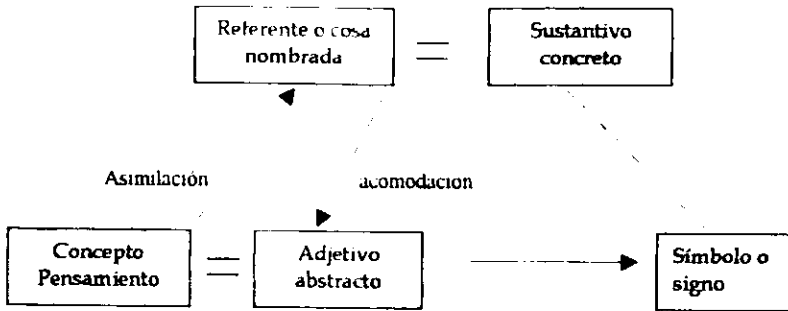 Referente o cosa
nombrada
=
Sustantivo
concreto
Asimilación
acomodacion
Concepto
Pensamiento
=
Adjetivo
abstracto
Símbolo o
signo